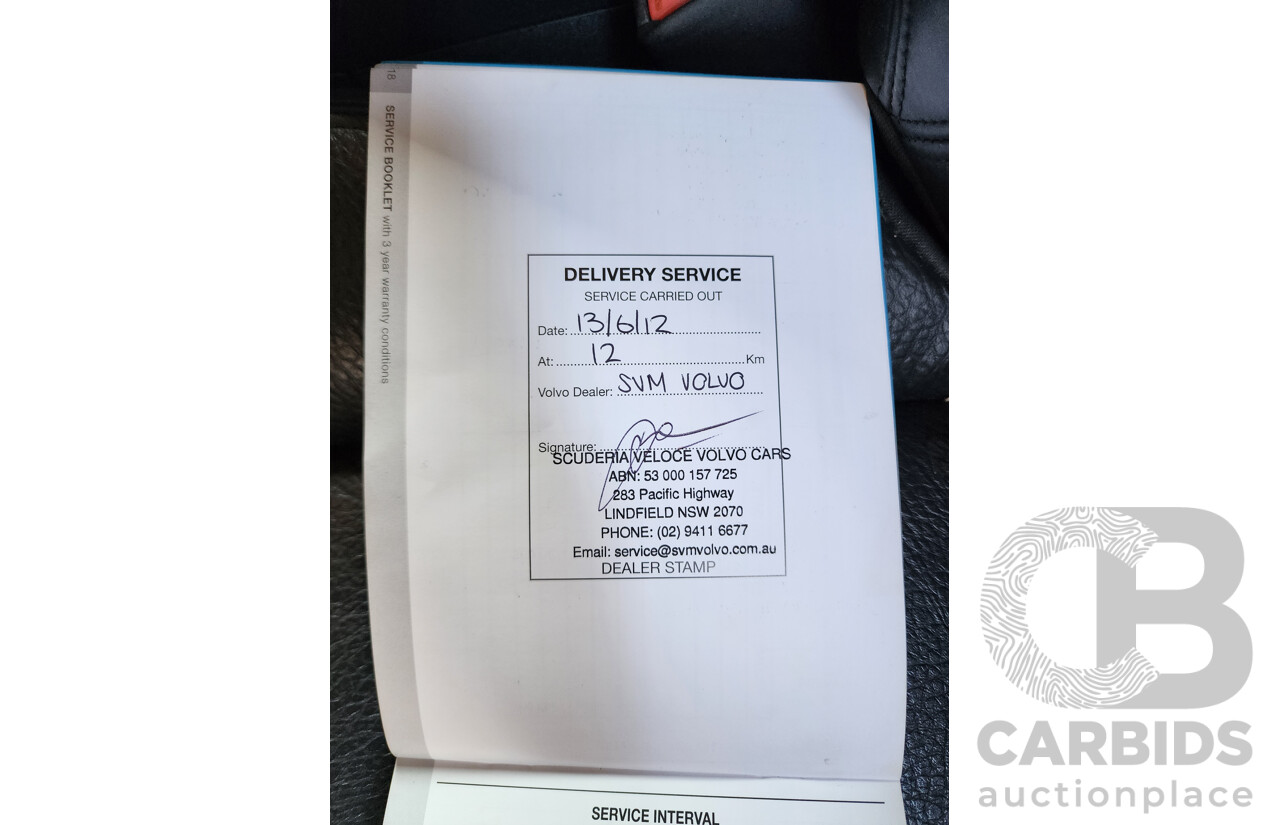 18 SERVICE BOOKLET with 3 year warranty conditions
DELIVERY SERVICE
SERVICE CARRIED OUT
Date: 13/6/12
At: 12 Km
Volvo Dealer: SVM VOLVO
Signature:
SCUDERIA VELOCE VOLVO CARS
ABN: 53 000 157 725
283 Pacific Highway
LINDFIELD NSW 2070
PHONE: (02) 9411 6677
Email: service@svmvolvo.com.au
DEALER STAMP
SERVICE INTERVAL
CB
CARBIDS
auctionplace